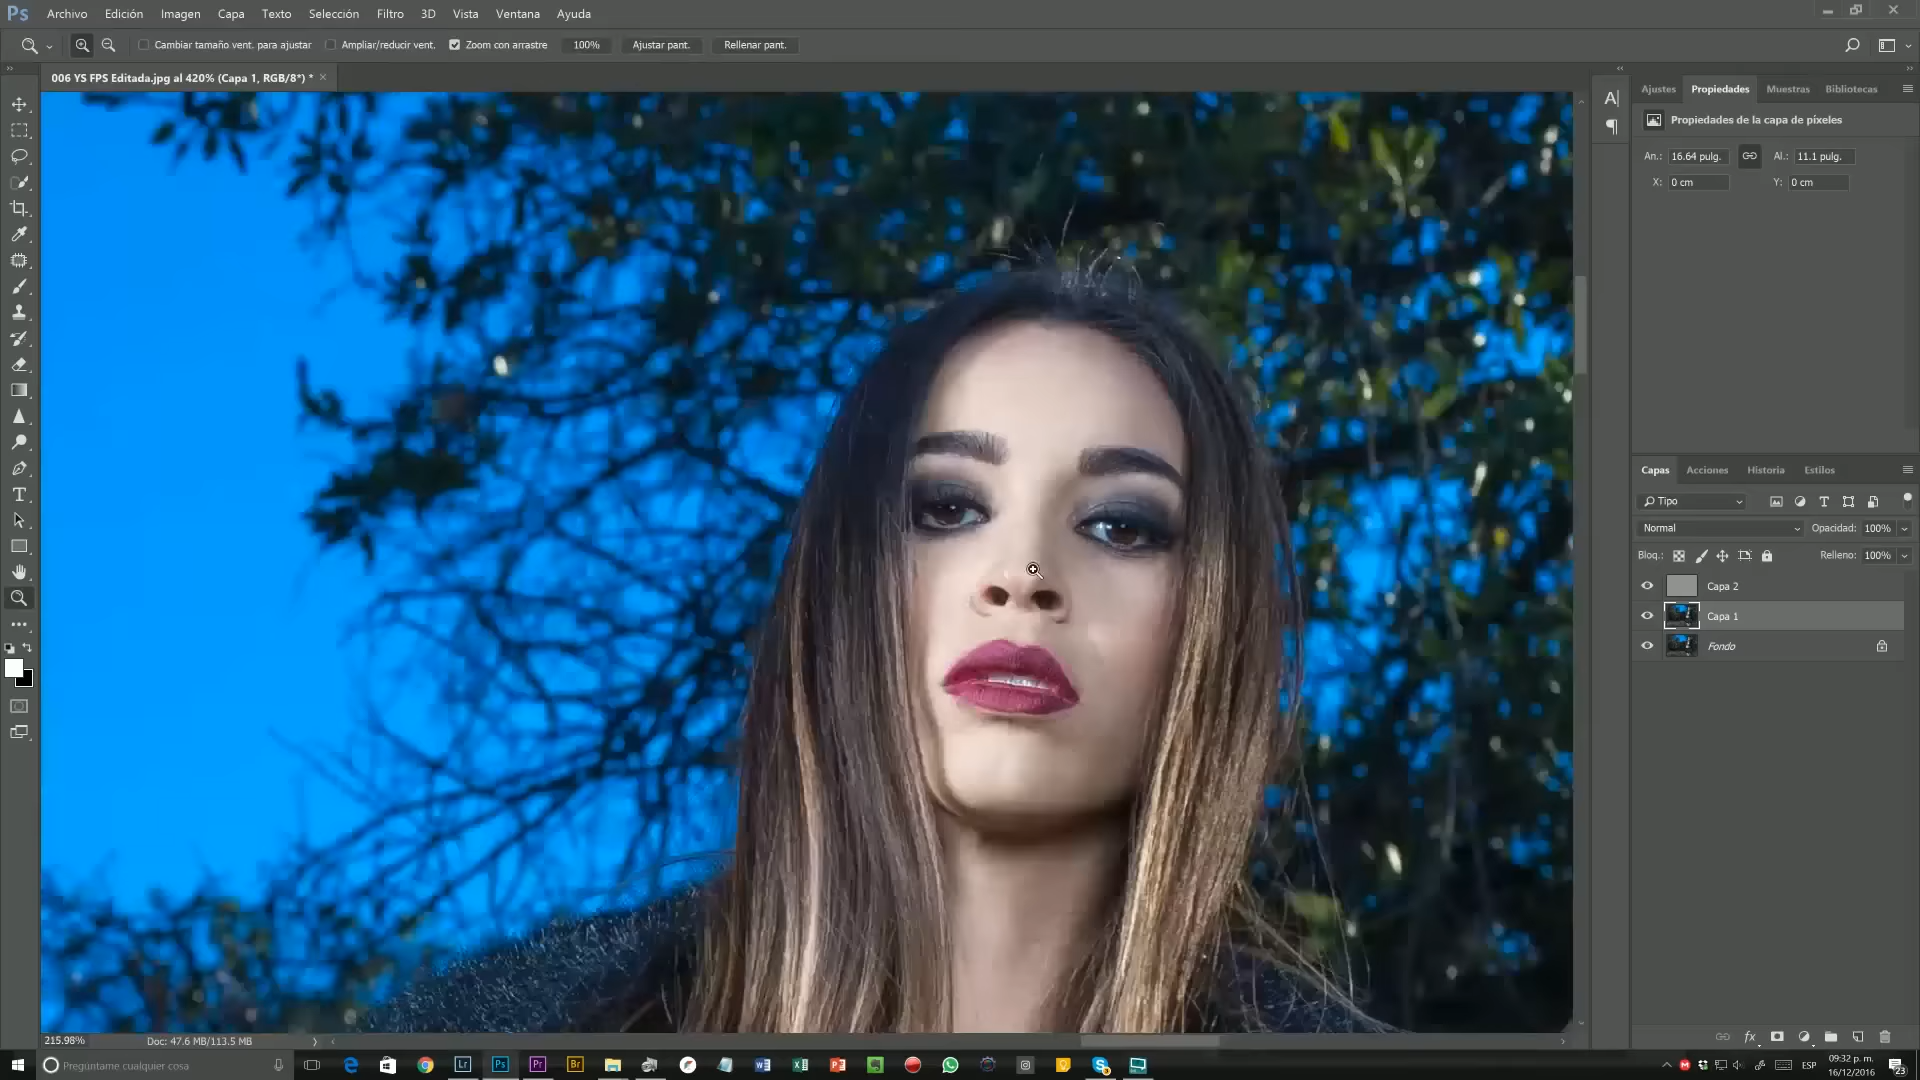 Ps Archivo Edición Imagen Capa Texto Selección Filtro 3D Vista Ventana Ayuda
Cambiar tamaño vent. para ajustar Ampliar/reducir vent. Zoom con arrastre 100% Ajustar pant. Rellenar pant.
006 YS FPS Editada.jpg al 420% (Capa 1, RGB/8*) *
Ajustes Propiedades Muestras Bibliotecas
Propiedades de la capa de píxeles
An.: 16.64 pulg. Al.: 11.1 pulg.
X: 0 cm Y: 0 cm
Capas Acciones Historia Estilos
Tipo
Normal Opacidad: 100%
Bloq.: Relleno: 100%
Capa 2
Capa 1
Fondo
215.98% Doc: 47.6 MB/113.5 MB
Pregúntame cualquier cosa
Lr Ps Pr Br
ESP
09:32 p. m.
16/12/2016
23